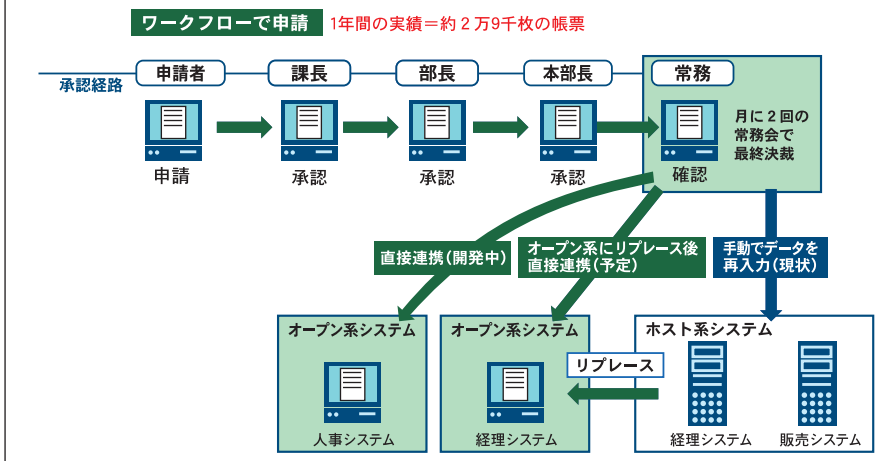 ワークフローで申請
1年間の実績＝約２万9千枚の帳票
承認経路
申請者
課長
部長
本部長
常務
申請
承認
承認
承認
確認
月に２回の
常務会で
最終決裁
直接連携（開発中）
オープン系にリプレース後
直接連携（予定）
手動でデータを
再入力（現状）
オープン系システム
人事システム
オープン系システム
経理システム
リプレース
ホスト系システム
経理システム
販売システム